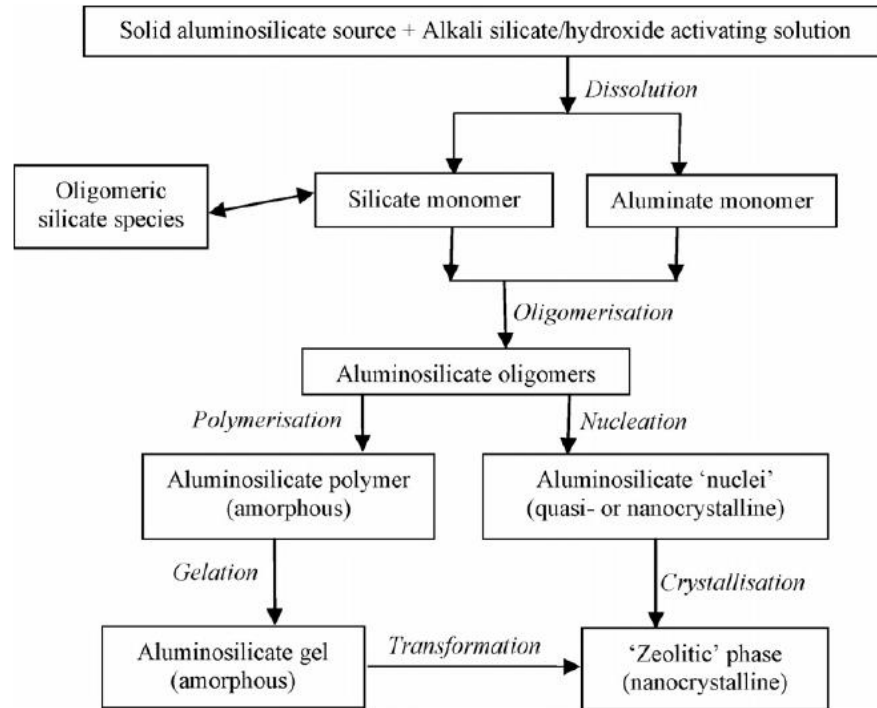 Solid aluminosilicate source + Alkali silicate/hydroxide activating solution
Dissolution
Oligomeric
silicate species
Silicate monomer
Aluminate monomer
Oligomerisation
Aluminosilicate oligomers
Polymerisation
Nucleation
Aluminosilicate polymer
(amorphous)
Aluminosilicate ‘nuclei’
(quasi- or nanocrystalline)
Gelation
Crystallisation
Aluminosilicate gel
(amorphous)
Transformation
‘Zeolitic’ phase
(nanocrystalline)